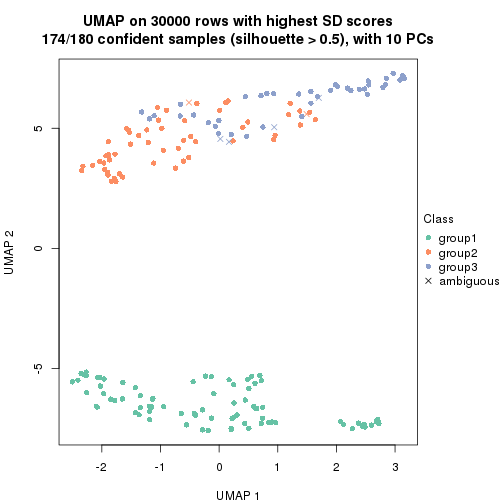 UMAP on 30000 rows with highest SD scores
174/180 confident samples (silhouette > 0.5), with 10 PCs
UMAP 2
5
0
-5
-2
-1
0
1
2
3
UMAP 1
Class
group1
group2
group3
ambiguous